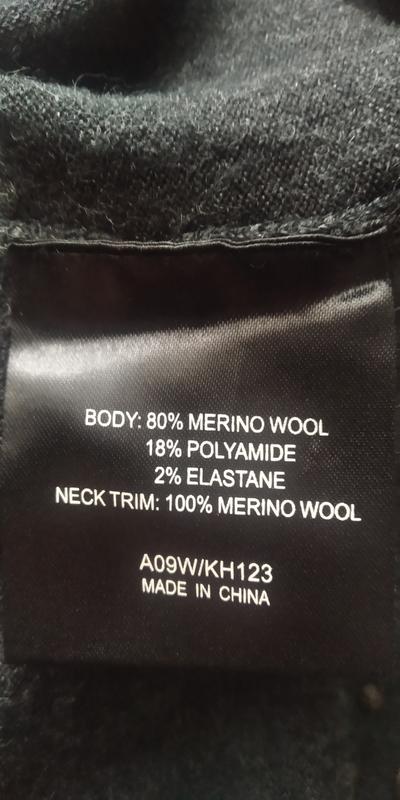 BODY: 80% MERINO WOOL
18% POLYAMIDE
2% ELASTANE
NECK TRIM: 100% MERINO WOOL
A09W/KH123
MADE IN CHINA